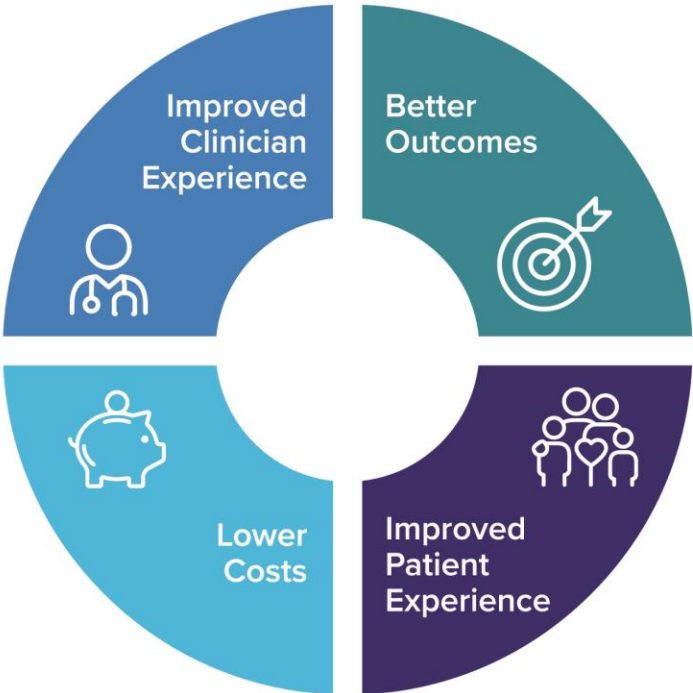 Improved
Clinician
Experience
Better
Outcomes
Lower
Costs
Improved
Patient
Experience